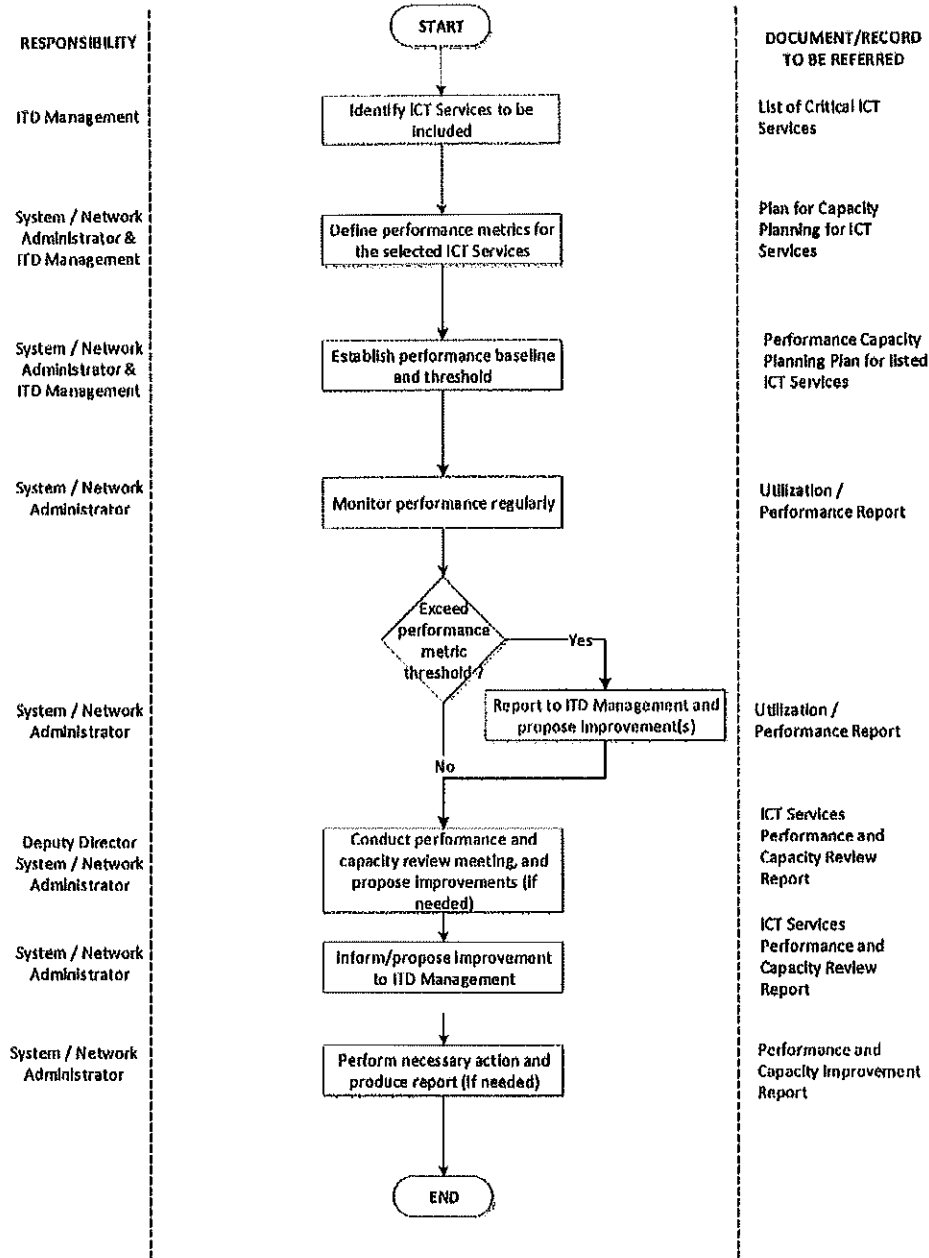 START
RESPONSIBILITY
DOCUMENT/RECORD
TO BE REFERRED
ITD Management
Identify ICT Services to be
included
List of Critical ICT
Services
System / Network
Administrator &
ITD Management
Define performance metrics for
the selected ICT Services
Plan for Capacity
Planning for ICT
Services
System / Network
Administrator &
ITD Management
Establish performance baseline
and threshold
Performance Capacity
Planning Plan for listed
ICT Services
System / Network
Administrator
Monitor performance regularly
Utilization /
Performance Report
Exceed
performance
metric
threshold ?
Yes
System / Network
Administrator
Report to ITD Management and
propose improvement(s)
Utilization /
Performance Report
No
Deputy Director
System / Network
Administrator
Conduct performance and
capacity review meeting, and
propose improvements (if
needed)
ICT Services
Performance and
Capacity Review
Report
System / Network
Administrator
Inform/propose improvement
to ITD Management
ICT Services
Performance and
Capacity Review
Report
System / Network
Administrator
Perform necessary action and
produce report (if needed)
Performance and
Capacity Improvement
Report
END